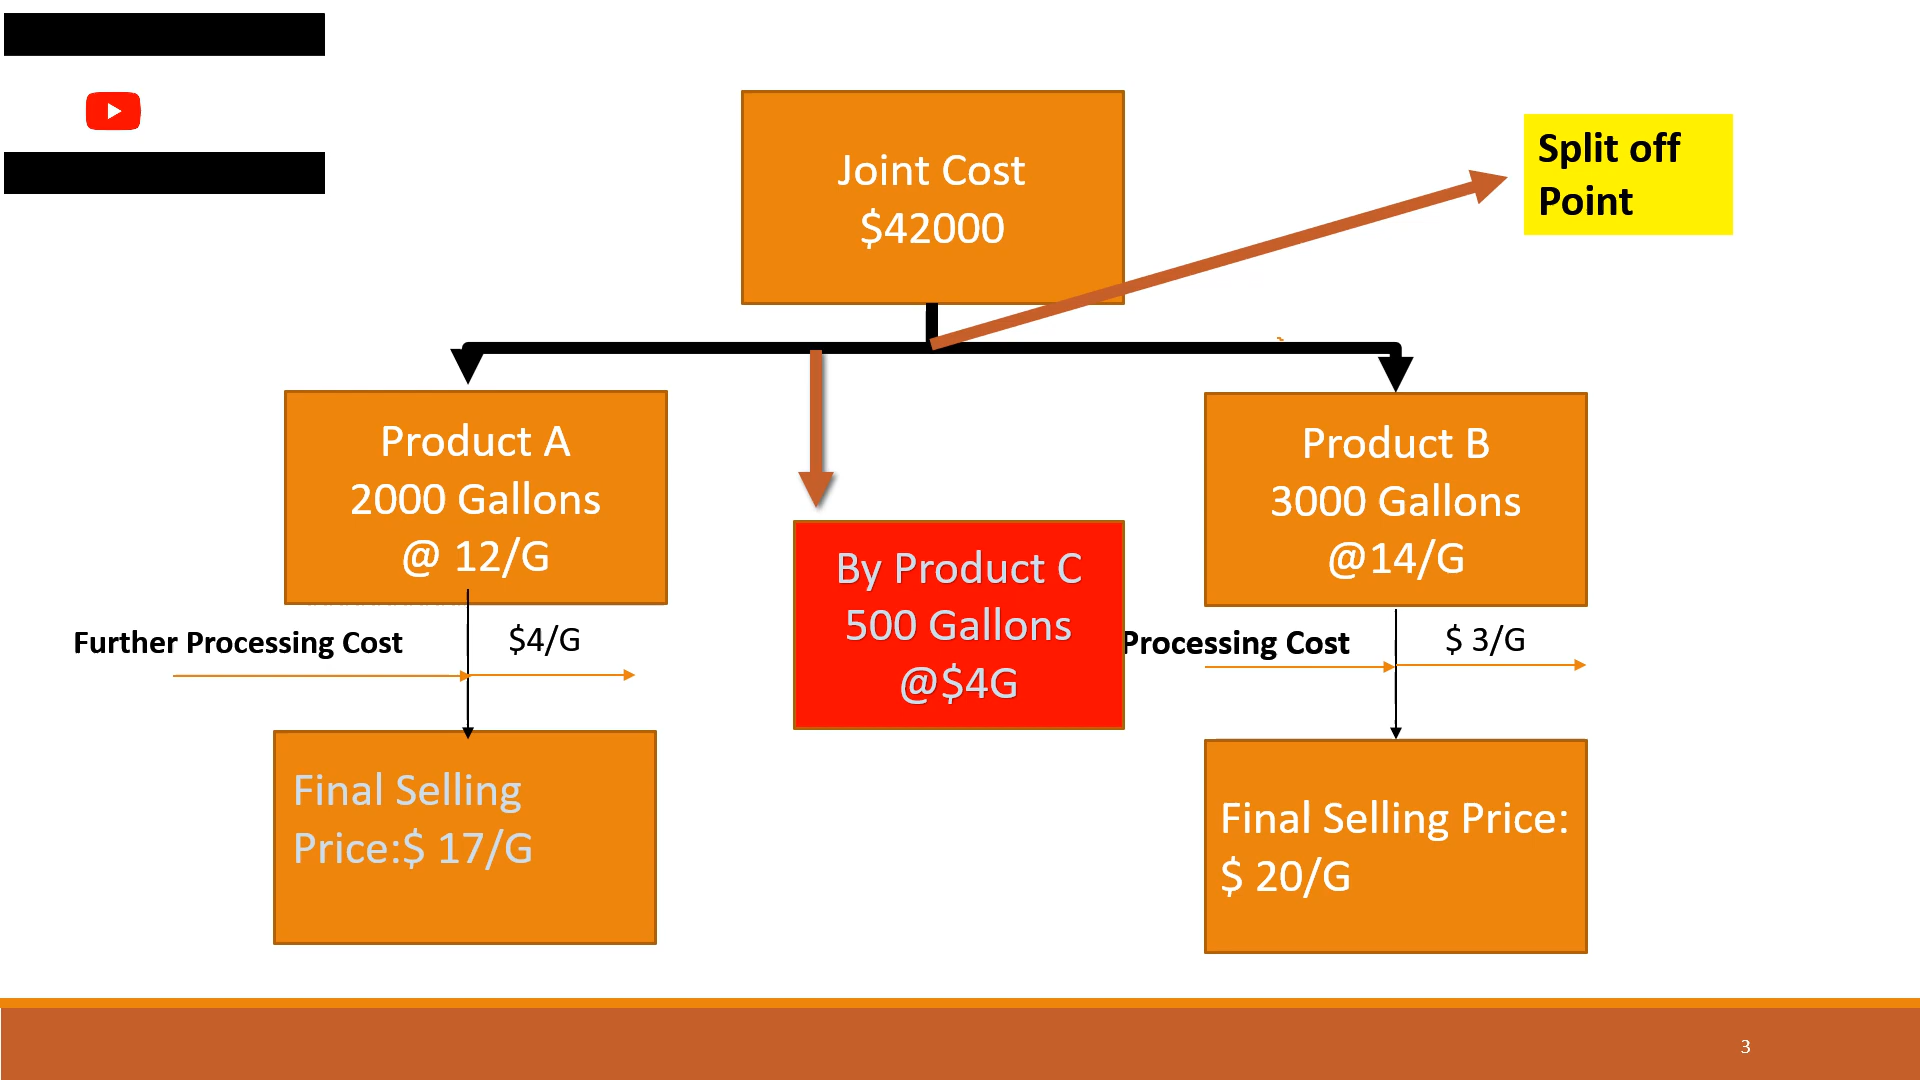 Joint Cost
$42000
Split off
Point
Product A
2000 Gallons
@ 12/G
By Product C
500 Gallons
@$4G
Product B
3000 Gallons
@14/G
Further Processing Cost
$4/G
Processing Cost
$ 3/G
Final Selling
Price:$ 17/G
Final Selling Price:
$ 20/G
3